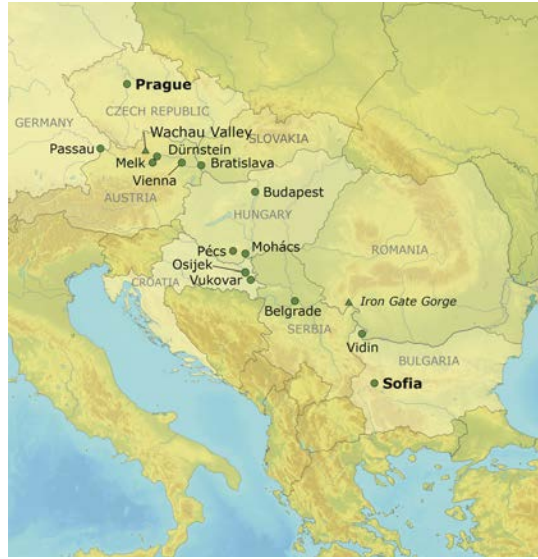 Prague
CZECH REPUBLIC
GERMANY
Wachau Valley
SLOVAKIA
Passau
Dürnstein
Melk
Bratislava
Vienna
AUSTRIA
Budapest
HUNGARY
Pécs
Mohács
ROMANIA
Osijek
CROATIA
Vukovar
Iron Gate Gorge
Belgrade
SERBIA
Vidin
BULGARIA
Sofia